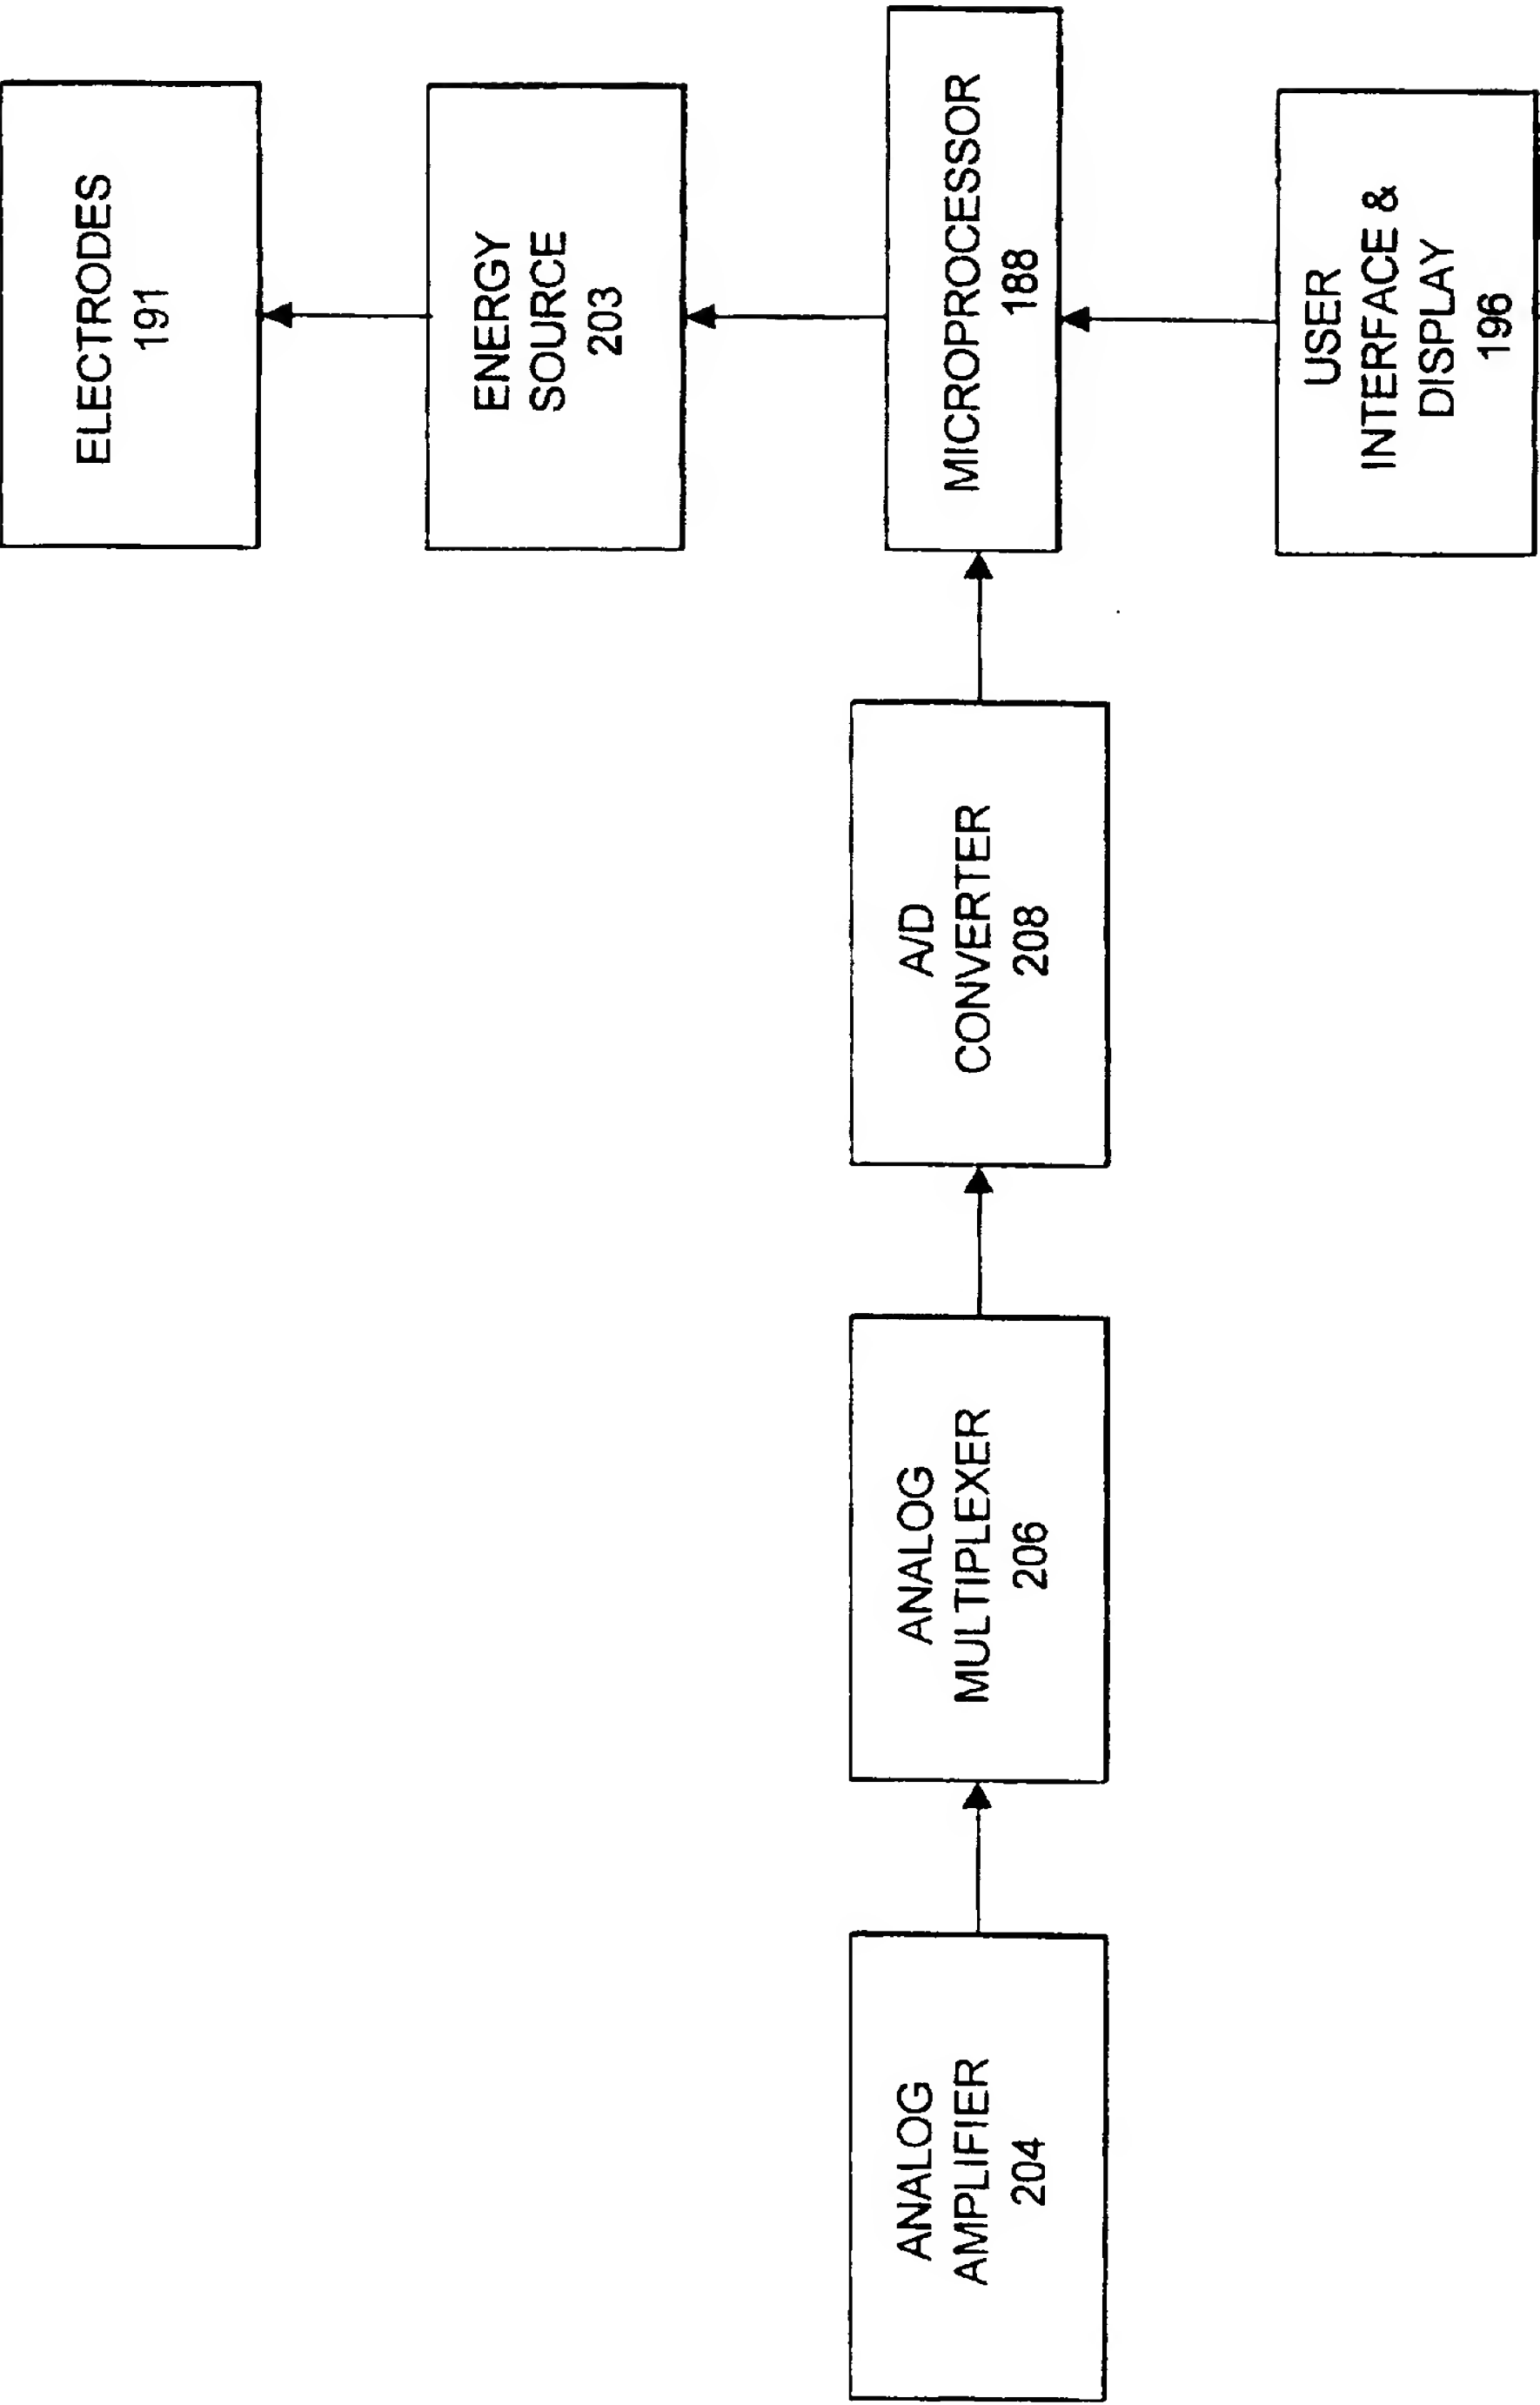 ELECTRODES
191
ENERGY
SOURCE
203
MICROPROCESSOR
188
USER
INTERFACE &
DISPLAY
196
A/D
CONVERTER
208
ANALOG
MULTIPLEXER
206
ANALOG
AMPLIFIER
204